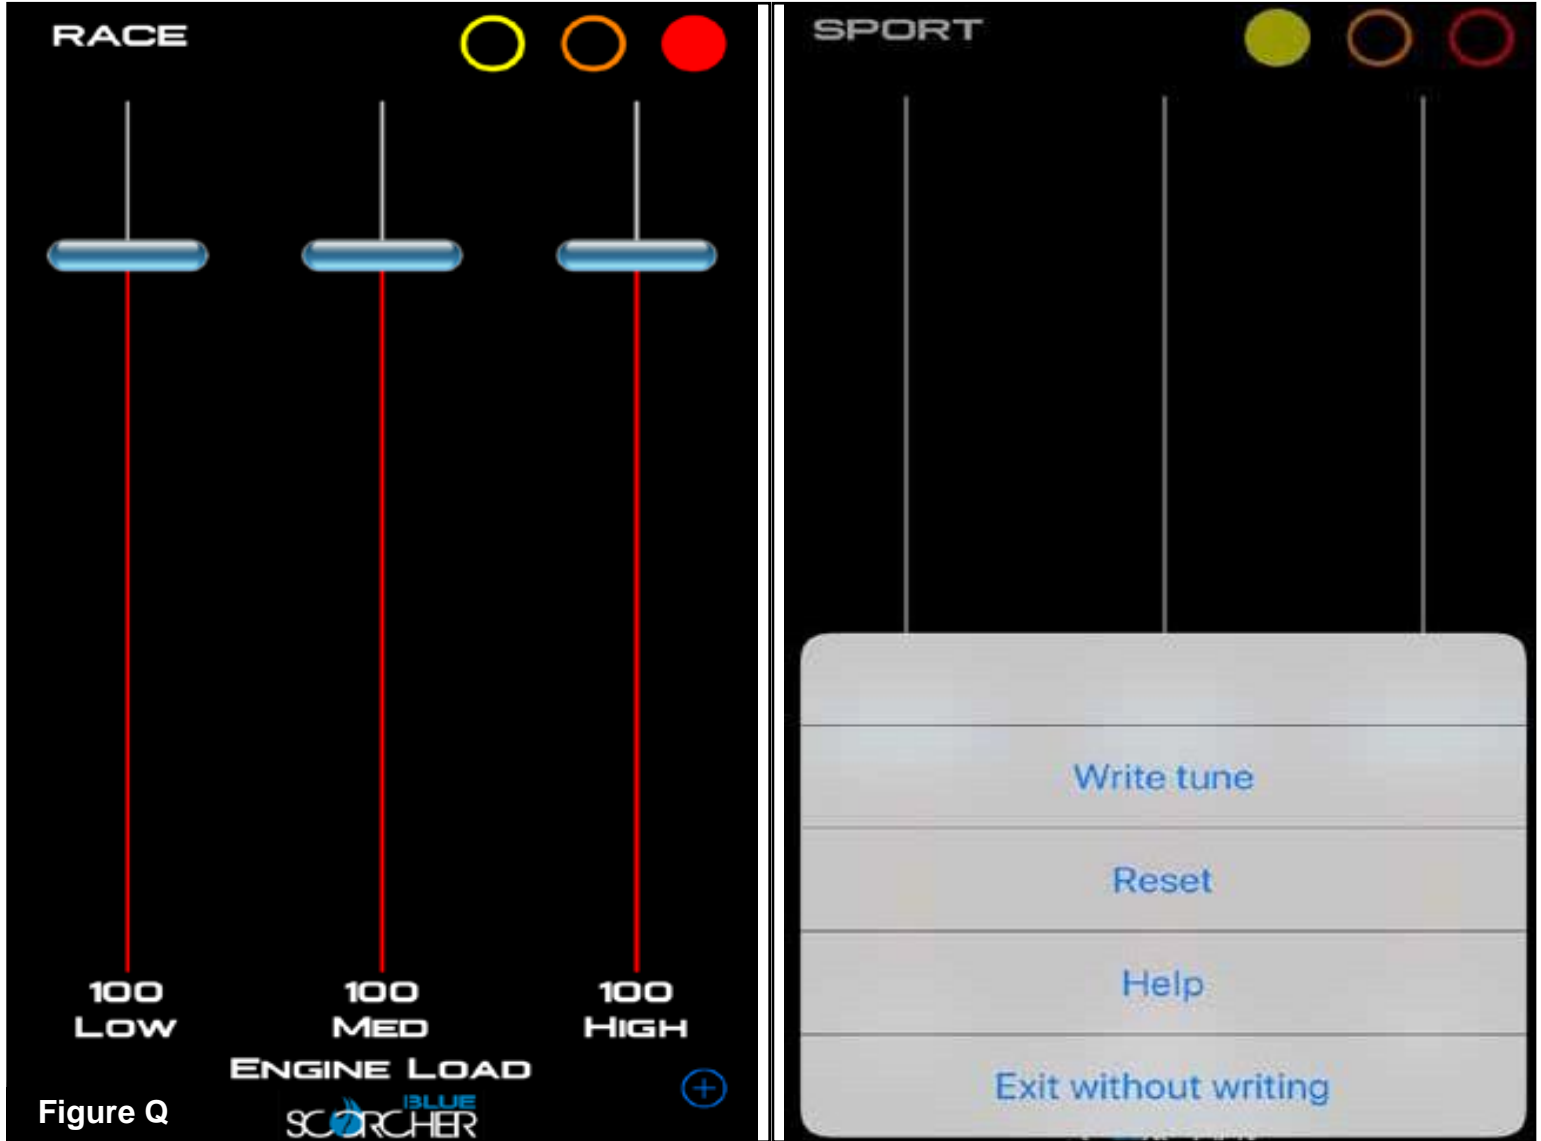 RACE
100 100 100
LOW MED HIGH
ENGINE LOAD
Figure Q
BLUE
SCORCHER
SPORT
Write tune
Reset
Help
Exit without writing